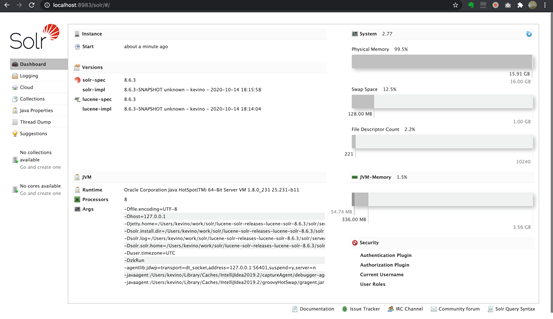 localhost:8983/solr/#/
Solr
Dashboard
Logging
Cloud
Collections
Java Properties
Thread Dump
Suggestions
No collections
available
Go and create one
No cores available
Go and create one
Instance
Start about a minute ago
Versions
solr-spec 8.6.3
solr-impl 8.6.3-SNAPSHOT unknown - kevino - 2020-10-14 18:15:58
lucene-spec 8.6.3
lucene-impl 8.6.3-SNAPSHOT unknown - kevino - 2020-10-14 18:14:04
JVM
Runtime Oracle Corporation Java HotSpot(TM) 64-Bit Server VM 1.8.0_231 25.231-b11
Processors 8
Args -Dfile.encoding=UTF-8
-Dhost=127.0.0.1
-Djetty.home=/Users/kevino/work/solr/lucene-solr-releases-lucene-solr-8.6.3/solr/ser
-Dsolr.install.dir=/Users/kevino/work/solr/lucene-solr-releases-lucene-solr-8.6.3/solr
-Dsolr.log=/Users/kevino/work/solr/lucene-solr-releases-lucene-solr-8.6.3/solr/server
-Dsolr.solr.home=/Users/kevino/work/solr/lucene-solr-releases-lucene-solr-8.6.3/solr
-Duser.timezone=UTC
-DzkRun
-agentlib:jdwp=transport=dt_socket,address=127.0.0.1:56401,suspend=y,server=n
-javaagent:/Users/kevino/Library/Caches/IntelliJIdea2019.2/captureAgent/debugger-ag
-javaagent:/Users/kevino/Library/Caches/IntelliJIdea2019.2/groovyHotSwap/gragent.jar
System 2.77
Physical Memory 99.5%
15.91 GB
16.00 GB
Swap Space 12.5%
128.00 MB
1.00 GB
File Descriptor Count 2.2%
221
10240
JVM-Memory 1.5%
54.79 MB
336.00 MB
3.56 GB
Security
Authentication Plugin
Authorization Plugin
Current Username
User Roles
Documentation Issue Tracker IRC Channel Community forum Solr Query Syntax